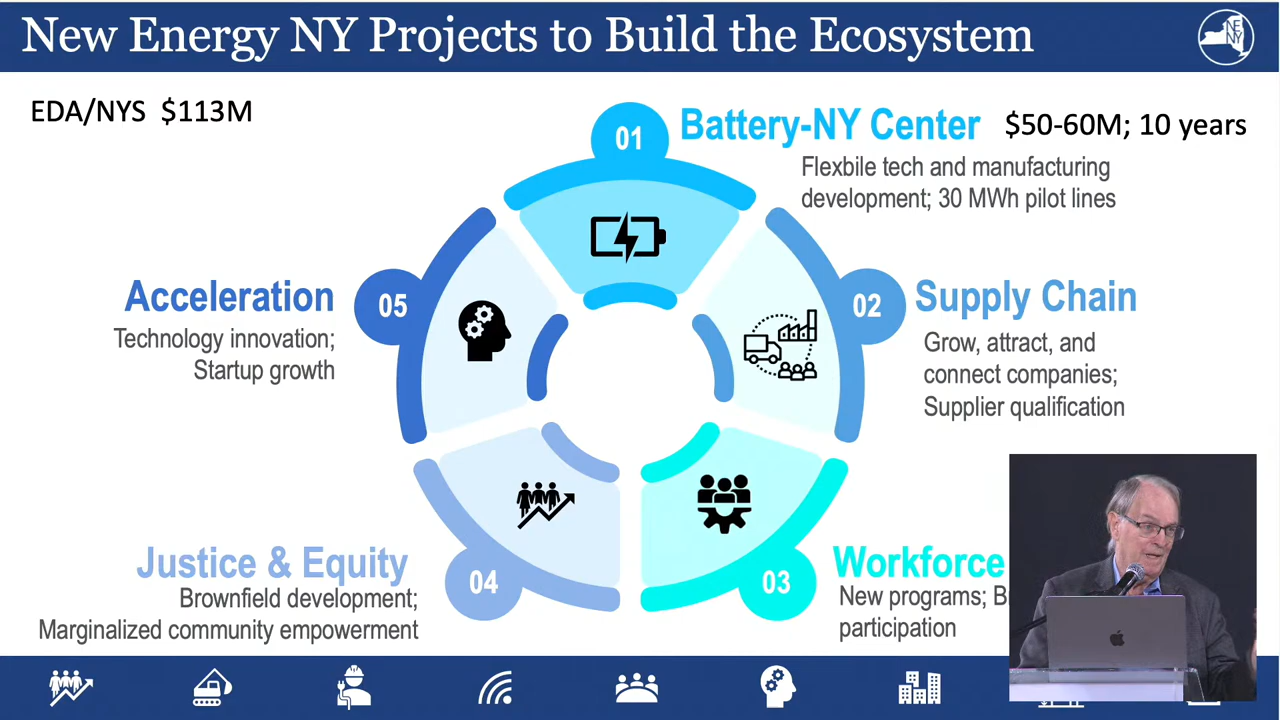 New Energy NY Projects to Build the Ecosystem
NE
NY
EDA/NYS $113M
01
Battery-NY Center
$50-60M; 10 years
Flexbile tech and manufacturing
development; 30 MWh pilot lines
05
Acceleration
Technology innovation;
Startup growth
02
Supply Chain
Grow, attract, and
connect companies;
Supplier qualification
Justice & Equity
04
Brownfield development;
Marginalized community empowerment
03
Workforce
New programs;
participation